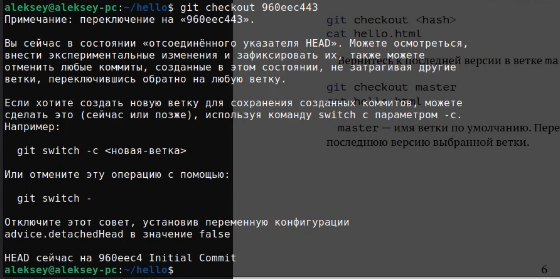 aleksey@aleksey-pc:~/hello$ git checkout 960eec443
Примечание: переключение на «960eec443».
Вы сейчас в состоянии «отсоединённого указателя HEAD». Можете осмотреться,
внести экспериментальные изменения и зафиксировать их, также можете
отменить любые коммиты, созданные в этом состоянии, не затрагивая другие
ветки, переключившись обратно на любую ветку.
Если хотите создать новую ветку для сохранения созданных коммитов, можете
сделать это (сейчас или позже), используя команду switch с параметром -c.
Например:
git switch -c <новая-ветка>
Или отмените эту операцию с помощью:
git switch -
Отключите этот совет, установив переменную конфигурации
advice.detachedHead в значение false
HEAD сейчас на 960eec4 Initial Commit
aleksey@aleksey-pc:~/hello$
git checkout <hash>
cat hello.html
Вернитесь к последней версии в ветке ma
git checkout master
html
master — имя ветки по умолчанию. Пере
последнюю версию выбранной ветки.
6